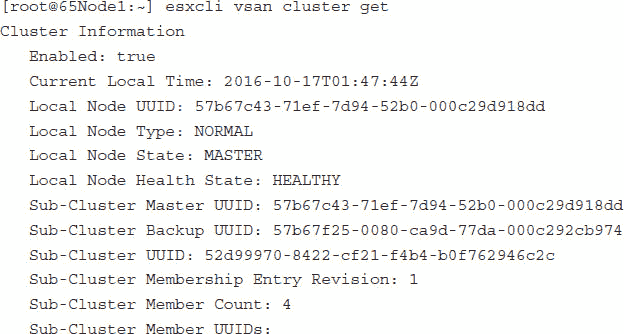 [root@65Node1:~] esxcli vsan cluster get
Cluster Information
Enabled: true
Current Local Time: 2016-10-17T01:47:44Z
Local Node UUID: 57b67c43-71ef-7d94-52b0-000c29d918dd
Local Node Type: NORMAL
Local Node State: MASTER
Local Node Health State: HEALTHY
Sub-Cluster Master UUID: 57b67c43-71ef-7d94-52b0-000c29d918dd
Sub-Cluster Backup UUID: 57b67f25-0080-ca9d-77da-000c292cb974
Sub-Cluster UUID: 52d99970-8422-cf21-f4b4-b0f762946c2c
Sub-Cluster Membership Entry Revision: 1
Sub-Cluster Member Count: 4
Sub-Cluster Member UUIDs: